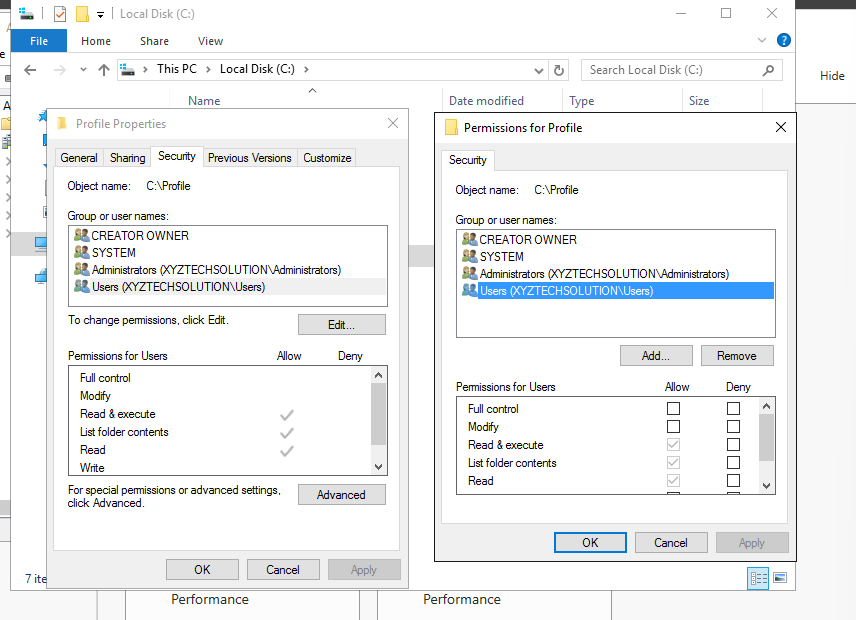 Local Disk (C:)
File Home Share View
This PC Local Disk (C:)
Search Local Disk (C:)
Hide
Name Date modified Type Size
Profile Properties
General Sharing Security Previous Versions Customize
Object name: C:\Profile
Group or user names:
CREATOR OWNER
SYSTEM
Administrators (XYZTECHSOLUTION\Administrators)
Users (XYZTECHSOLUTION\Users)
To change permissions, click Edit.
Edit...
Permissions for Users Allow Deny
Full control
Modify
Read & execute
List folder contents
Read
Write
For special permissions or advanced settings,
click Advanced.
Advanced
OK Cancel Apply
Permissions for Profile
Security
Object name: C:\Profile
Group or user names:
CREATOR OWNER
SYSTEM
Administrators (XYZTECHSOLUTION\Administrators)
Users (XYZTECHSOLUTION\Users)
Add... Remove
Permissions for Users Allow Deny
Full control
Modify
Read & execute
List folder contents
Read
OK Cancel Apply
7 ite
Performance Performance